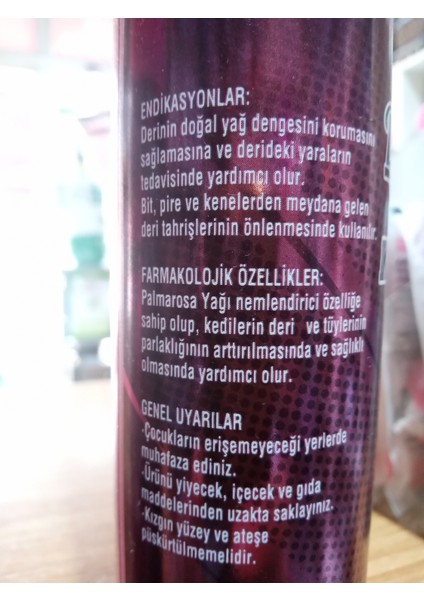 ENDİKASYONLAR:
Derinin doğal yağ dengesini korumasını
sağlamasına ve derideki yaraların
tedavisinde yardımcı olur.
Bit, pire ve kenelerden meydana gelen
deri tahrişlerinin önlenmesinde kullanılır.
FARMAKOLOJİK ÖZELLİKLER:
Palmarosa Yağı nemlendirici özelliğe
sahip olup, kedilerin deri ve tüylerinin
parlaklığının arttırılmasında ve sağlıklı
olmasında yardımcı olur.
GENEL UYARILAR
-Çocukların erişemeyeceği yerlerde
muhafaza ediniz.
-Ürünü yiyecek, içecek ve gıda
maddelerinden uzakta saklayınız.
-Kızgın yüzey ve ateşe
püskürtülmemelidir.